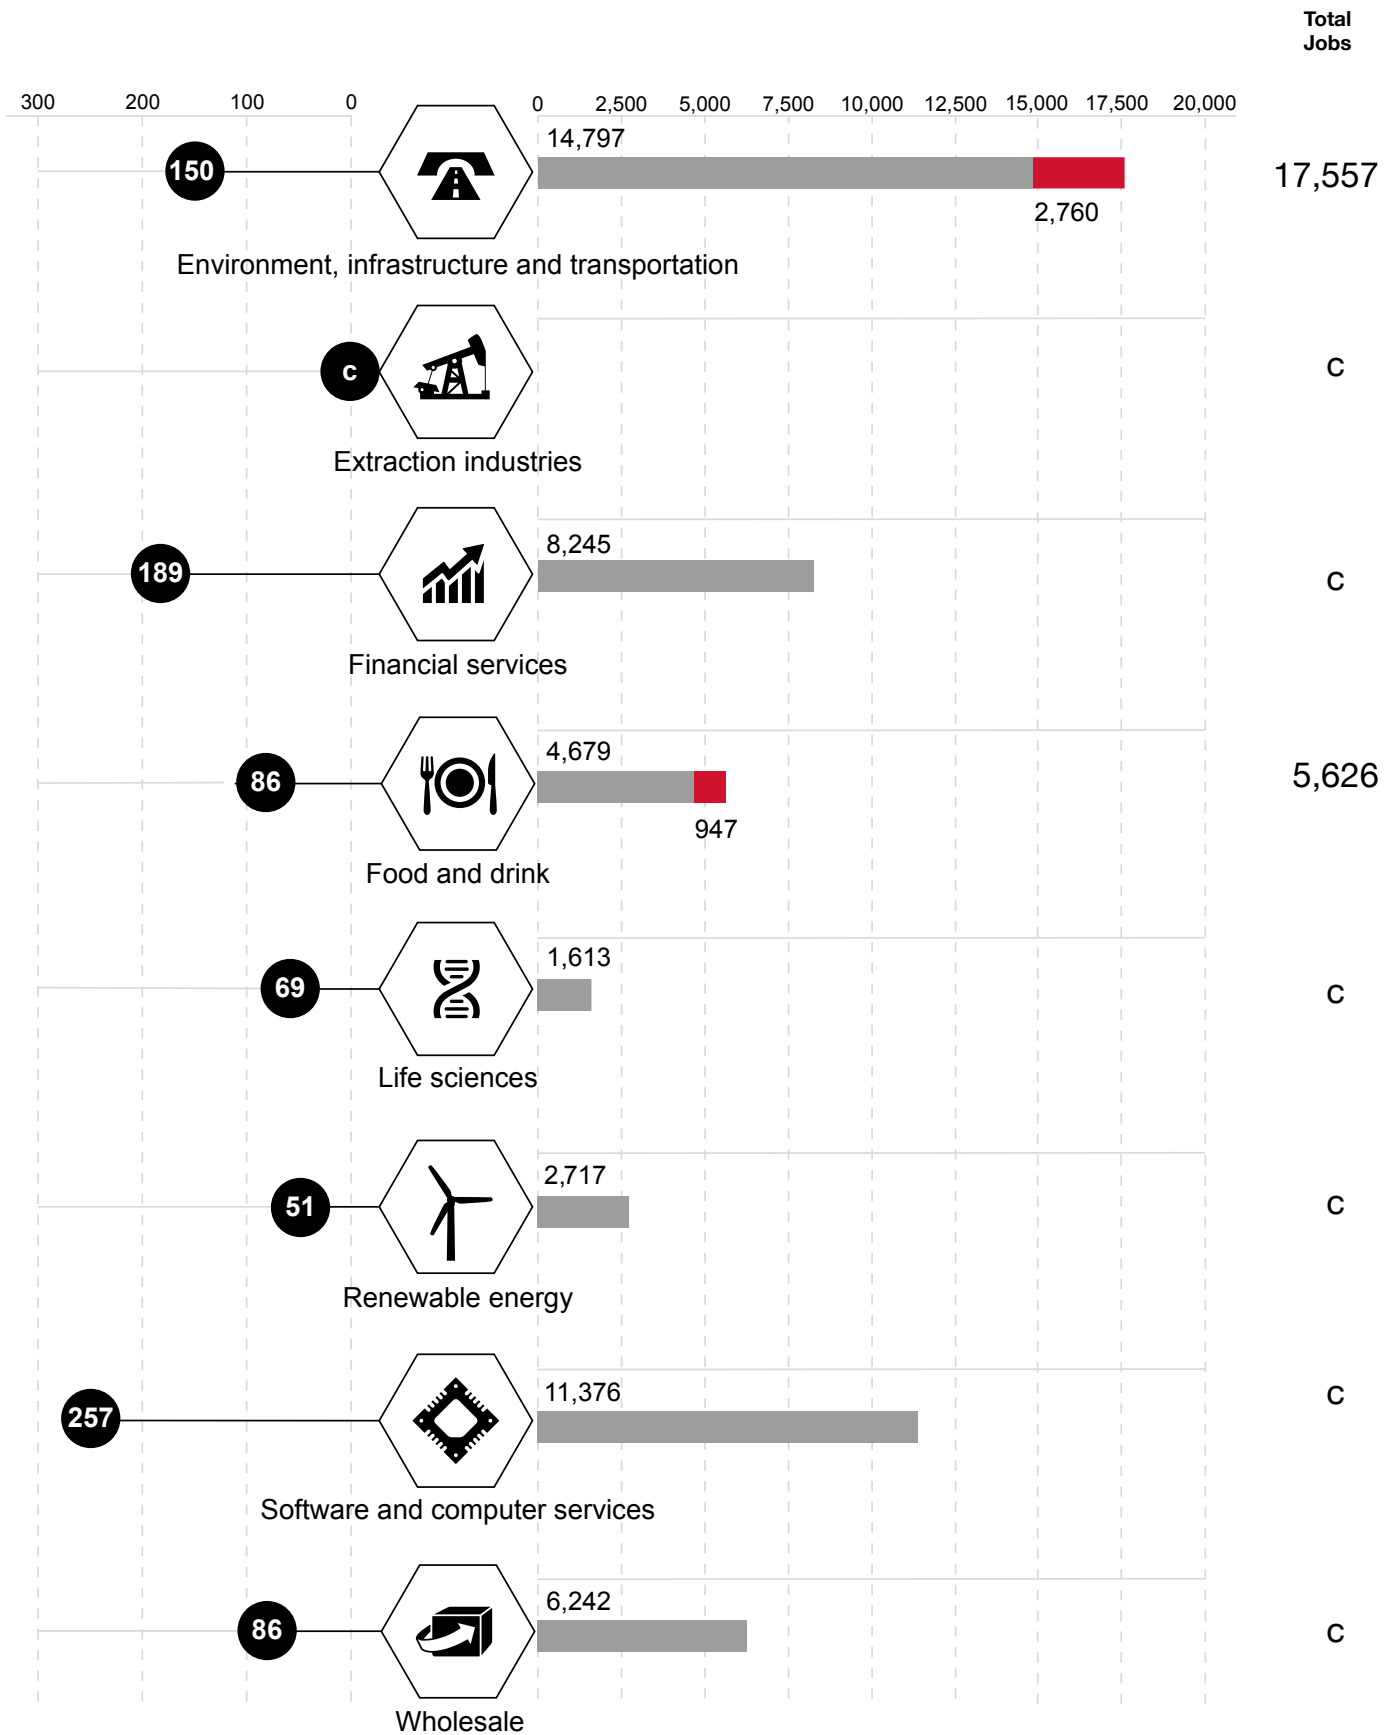 Total
Jobs
300 200 100 0 0 2,500 5,000 7,500 10,000 12,500 15,000 17,500 20,000
14,797
150
17,557
2,760
Environment, infrastructure and transportation
c
c
Extraction industries
8,245
189
c
Financial services
4,679
86
5,626
947
Food and drink
1,613
69
c
Life sciences
2,717
51
c
Renewable energy
11,376
257
c
Software and computer services
6,242
86
c
Wholesale